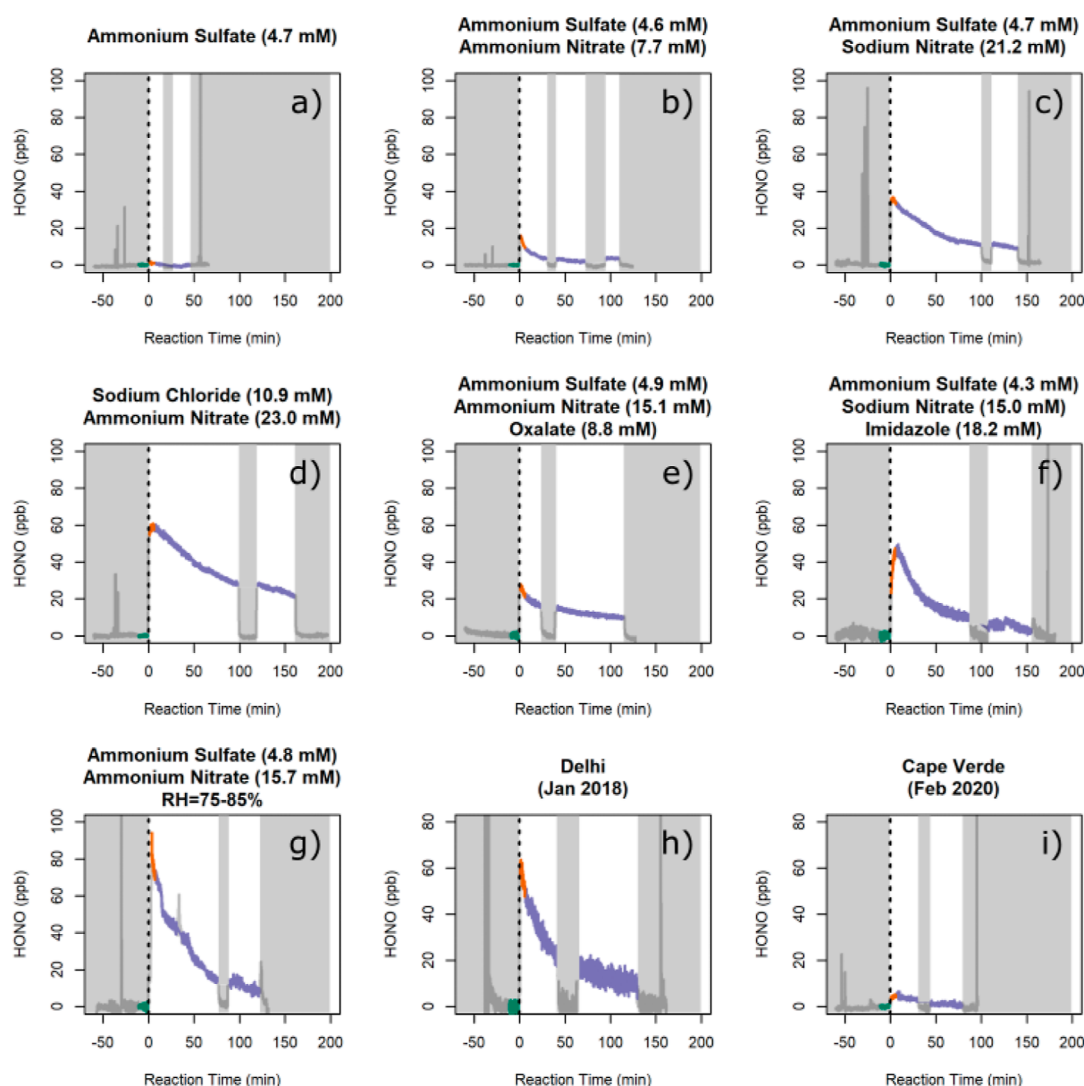 Ammonium Sulfate (4.7 mM)
a)
HONO (ppb)
0 20 40 60 80 100
-50 0 50 100 150 200
Reaction Time (min)
Ammonium Sulfate (4.6 mM)
Ammonium Nitrate (7.7 mM)
b)
HONO (ppb)
0 20 40 60 80 100
-50 0 50 100 150 200
Reaction Time (min)
Ammonium Sulfate (4.7 mM)
Sodium Nitrate (21.2 mM)
c)
HONO (ppb)
0 20 40 60 80 100
-50 0 50 100 150 200
Reaction Time (min)
Sodium Chloride (10.9 mM)
Ammonium Nitrate (23.0 mM)
d)
HONO (ppb)
0 20 40 60 80 100
-50 0 50 100 150 200
Reaction Time (min)
Ammonium Sulfate (4.9 mM)
Ammonium Nitrate (15.1 mM)
Oxalate (8.8 mM)
e)
HONO (ppb)
0 20 40 60 80 100
-50 0 50 100 150 200
Reaction Time (min)
Ammonium Sulfate (4.3 mM)
Sodium Nitrate (15.0 mM)
Imidazole (18.2 mM)
f)
HONO (ppb)
0 20 40 60 80 100
-50 0 50 100 150 200
Reaction Time (min)
Ammonium Sulfate (4.8 mM)
Ammonium Nitrate (15.7 mM)
RH=75-85%
g)
HONO (ppb)
0 20 40 60 80 100
-50 0 50 100 150 200
Reaction Time (min)
Delhi
(Jan 2018)
h)
HONO (ppb)
0 20 40 60 80
-50 0 50 100 150 200
Reaction Time (min)
Cape Verde
(Feb 2020)
i)
HONO (ppb)
0 20 40 60 80
-50 0 50 100 150 200
Reaction Time (min)